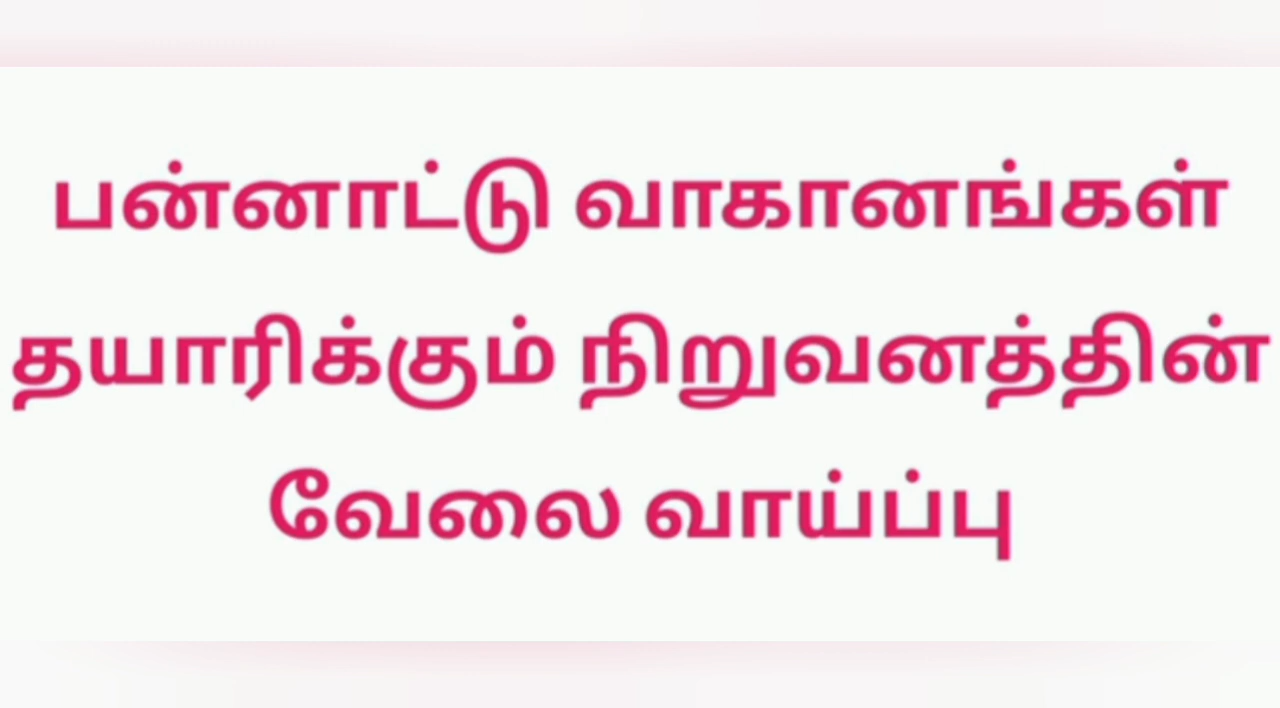 பன்னாட்டு வாகானங்கள்
தயாரிக்கும் நிறுவனத்தின்
வேலை வாய்ப்பு